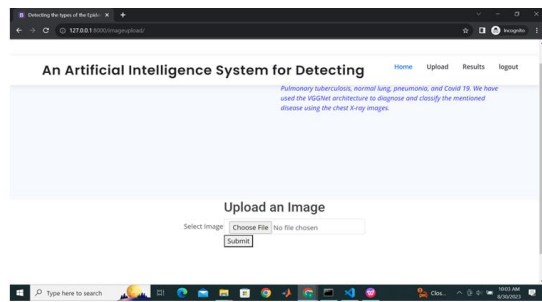 Detecting the types of the Epide
127.0.0.1:8000/imageupload/
Incognito
An Artificial Intelligence System for Detecting
Home Upload Results logout
Pulmonary tuberculosis, normal lung, pneumonia, and Covid 19. We have
used the VGGNet architecture to diagnose and classify the mentioned
disease using the chest X-ray images.
Upload an Image
Select Image: Choose File No file chosen
Submit
Type here to search
Clos...
10:03 AM
8/30/2023